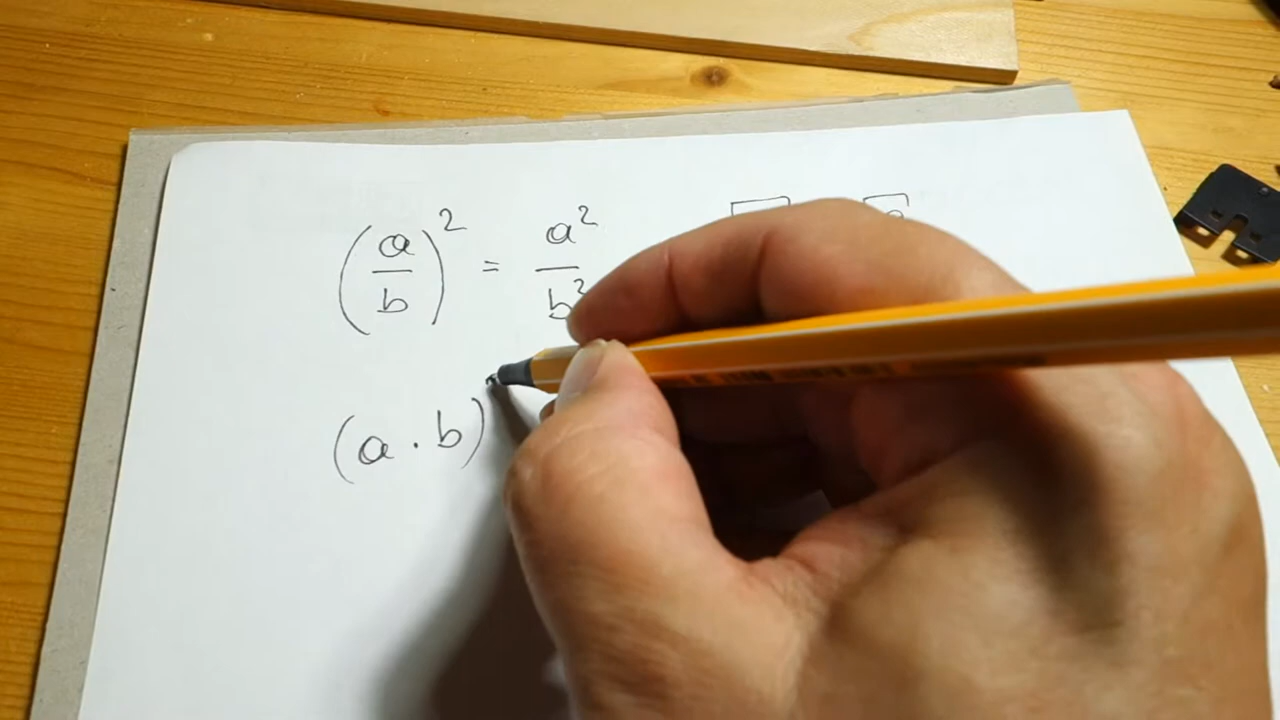 (a/b)² = a²/b²
(a · b)